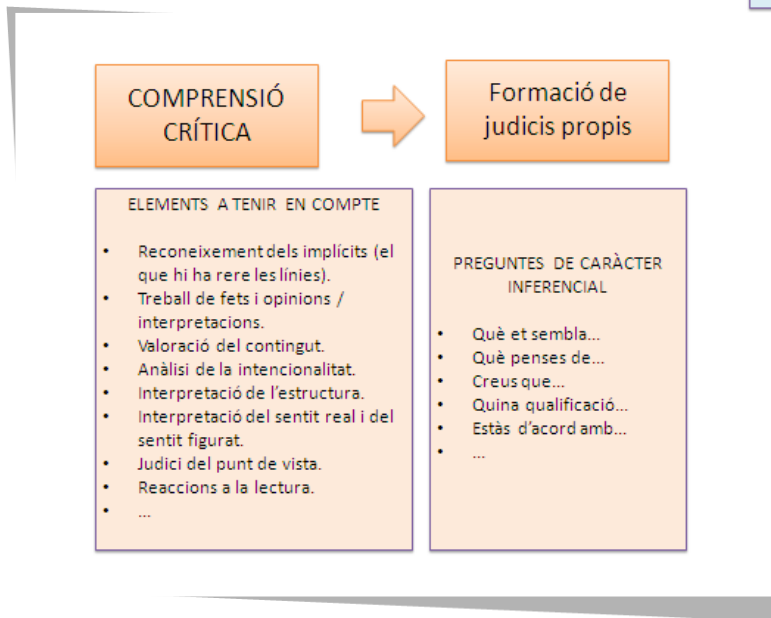 COMPRENSIÓ
CRÍTICA
Formació de
judicis propis
ELEMENTS A TENIR EN COMPTE
• Reconeixement dels implícits (el
que hi ha rere les línies).
• Treball de fets i opinions /
interpretacions.
• Valoració del contingut.
• Anàlisi de la intencionalitat.
• Interpretació de l'estructura.
• Interpretació del sentit real i del
sentit figurat.
• Judici del punt de vista.
• Reaccions a la lectura.
• ...
PREGUNTES DE CARÀCTER
INFERENCIAL
• Què et sembla...
• Què penses de...
• Creus que...
• Quina qualificació...
• Estàs d'acord amb...
• ...